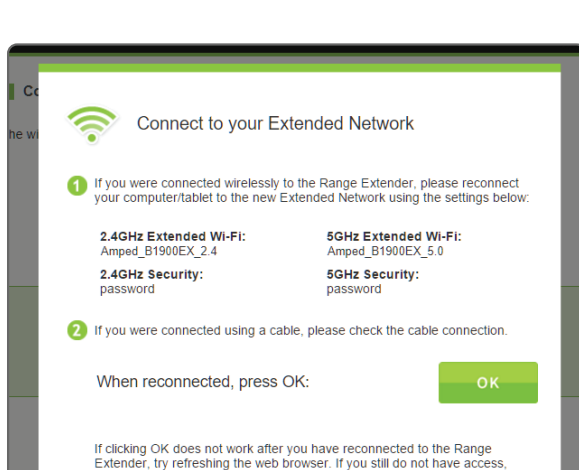 Connect to your Extended Network
he wi
1 If you were connected wirelessly to the Range Extender, please reconnect
your computer/tablet to the new Extended Network using the settings below:
2.4GHz Extended Wi-Fi: 5GHz Extended Wi-Fi:
Amped_B1900EX_2.4 Amped_B1900EX_5.0
2.4GHz Security: 5GHz Security:
password password
2 If you were connected using a cable, please check the cable connection.
When reconnected, press OK: OK
If clicking OK does not work after you have reconnected to the Range
Extender, try refreshing the web browser. If you still do not have access,